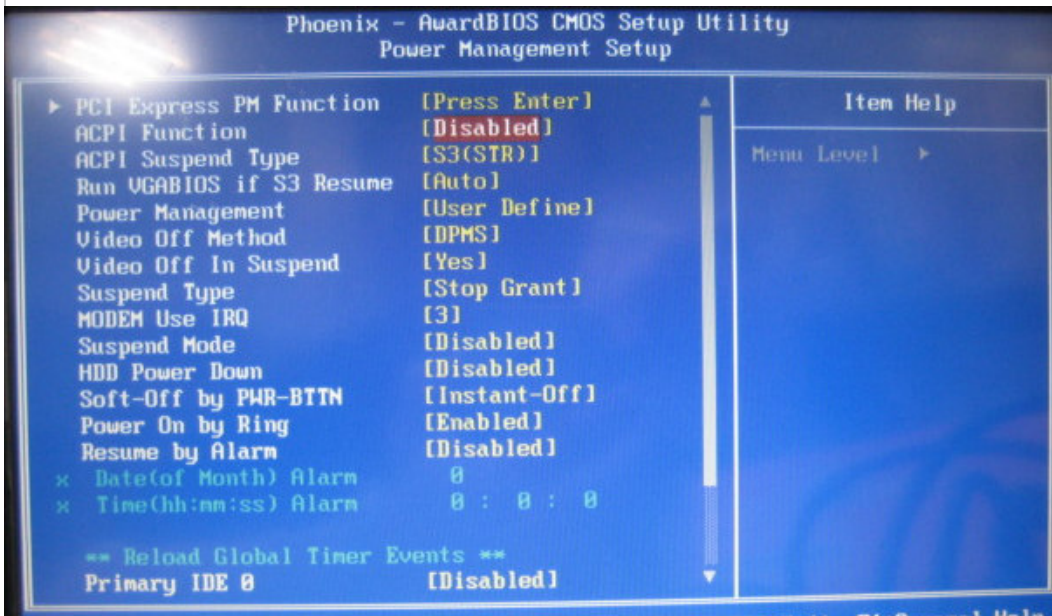 Phoenix - AwardBIOS CMOS Setup Utility
Power Management Setup
► PCI Express PM Function [Press Enter]
ACPI Function [Disabled]
ACPI Suspend Type [S3(STR)]
Run VGABIOS if S3 Resume [Auto]
Power Management [User Define]
Video Off Method [DPMS]
Video Off In Suspend [Yes]
Suspend Type [Stop Grant]
MODEM Use IRQ [3]
Suspend Mode [Disabled]
HDD Power Down [Disabled]
Soft-Off by PWR-BTTN [Instant-Off]
Power On by Ring [Enabled]
Resume by Alarm [Disabled]
x Date(of Month) Alarm 0
x Time(hh:mm:ss) Alarm 0 : 0 : 0
** Reload Global Timer Events **
Primary IDE 0 [Disabled]
Item Help
Menu Level ►